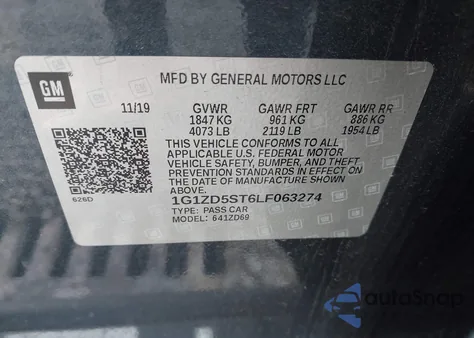 GM
MFD BY GENERAL MOTORS LLC
11/19 GVWR GAWR FRT GAWR RR
1847 KG 961 KG 886 KG
4073 LB 2119 LB 1954 LB
THIS VEHICLE CONFORMS TO ALL
APPLICABLE U.S. FEDERAL MOTOR
VEHICLE SAFETY, BUMPER, AND THEFT
PREVENTION STANDARDS IN EFFECT ON
THE DATE OF MANUFACTURE SHOWN ABOVE.
626D
1G1ZD5ST6LF063274
TYPE: PASS CAR
MODEL: 641ZD69
autoSnap